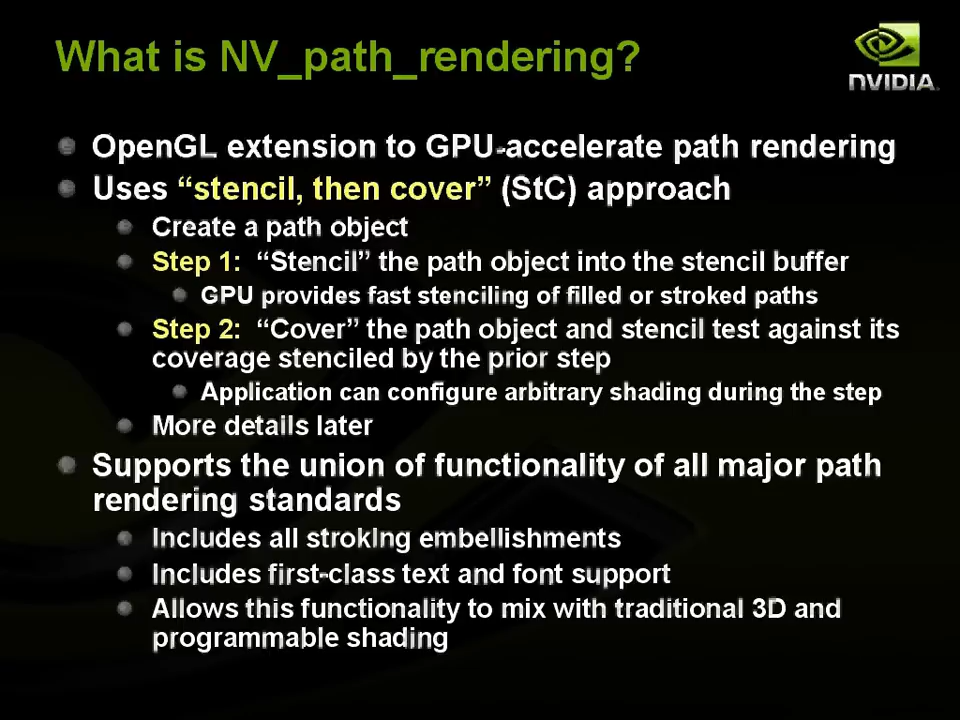 What is NV_path_rendering?
NVIDIA.
OpenGL extension to GPU-accelerate path rendering
Uses “stencil, then cover” (StC) approach
Create a path object
Step 1: “Stencil” the path object into the stencil buffer
GPU provides fast stenciling of filled or stroked paths
Step 2: “Cover” the path object and stencil test against its
coverage stenciled by the prior step
Application can configure arbitrary shading during the step
More details later
Supports the union of functionality of all major path
rendering standards
Includes all stroking embellishments
Includes first-class text and font support
Allows this functionality to mix with traditional 3D and
programmable shading